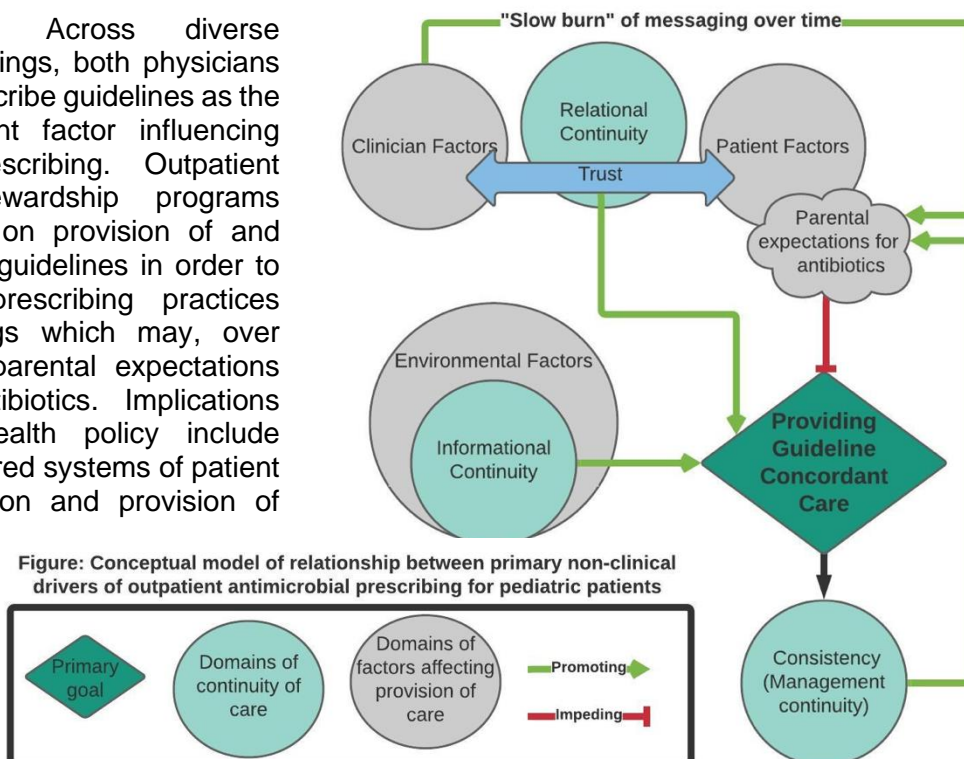 Across diverse
ings, both physicians
cribe guidelines as the
nt factor influencing
escribing. Outpatient
ewardship programs
on provision of and
guidelines in order to
prescribing practices
gs which may, over
parental expectations
tibiotics. Implications
ealth policy include
red systems of patient
on and provision of
"Slow burn" of messaging over time
Clinician Factors
Relational
Continuity
Patient Factors
Trust
Parental
expectations for
antibiotics
Environmental Factors
Informational
Continuity
Providing
Guideline
Concordant
Care
Consistency
(Management
continuity)
Figure: Conceptual model of relationship between primary non-clinical
drivers of outpatient antimicrobial prescribing for pediatric patients
Primary
goal
Domains of
continuity of
care
Domains of
factors affecting
provision of
care
Promoting
Impeding